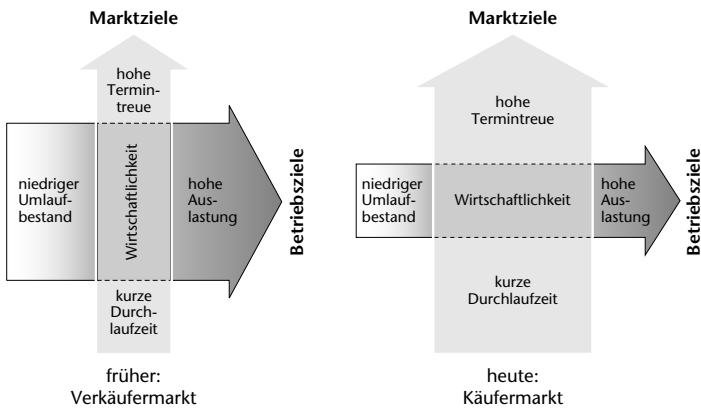 Marktziele
hohe
Termin-
treue
niedriger
Umlauf-
bestand
Wirtschaftlichkeit
hohe
Aus-
lastung
Betriebsziele
kurze
Durch-
laufzeit
früher:
Verkäufermarkt
Marktziele
hohe
Termintreue
niedriger
Umlauf-
bestand
Wirtschaftlichkeit
hohe
Aus-
lastung
Betriebsziele
kurze
Durchlaufzeit
heute:
Käufermarkt